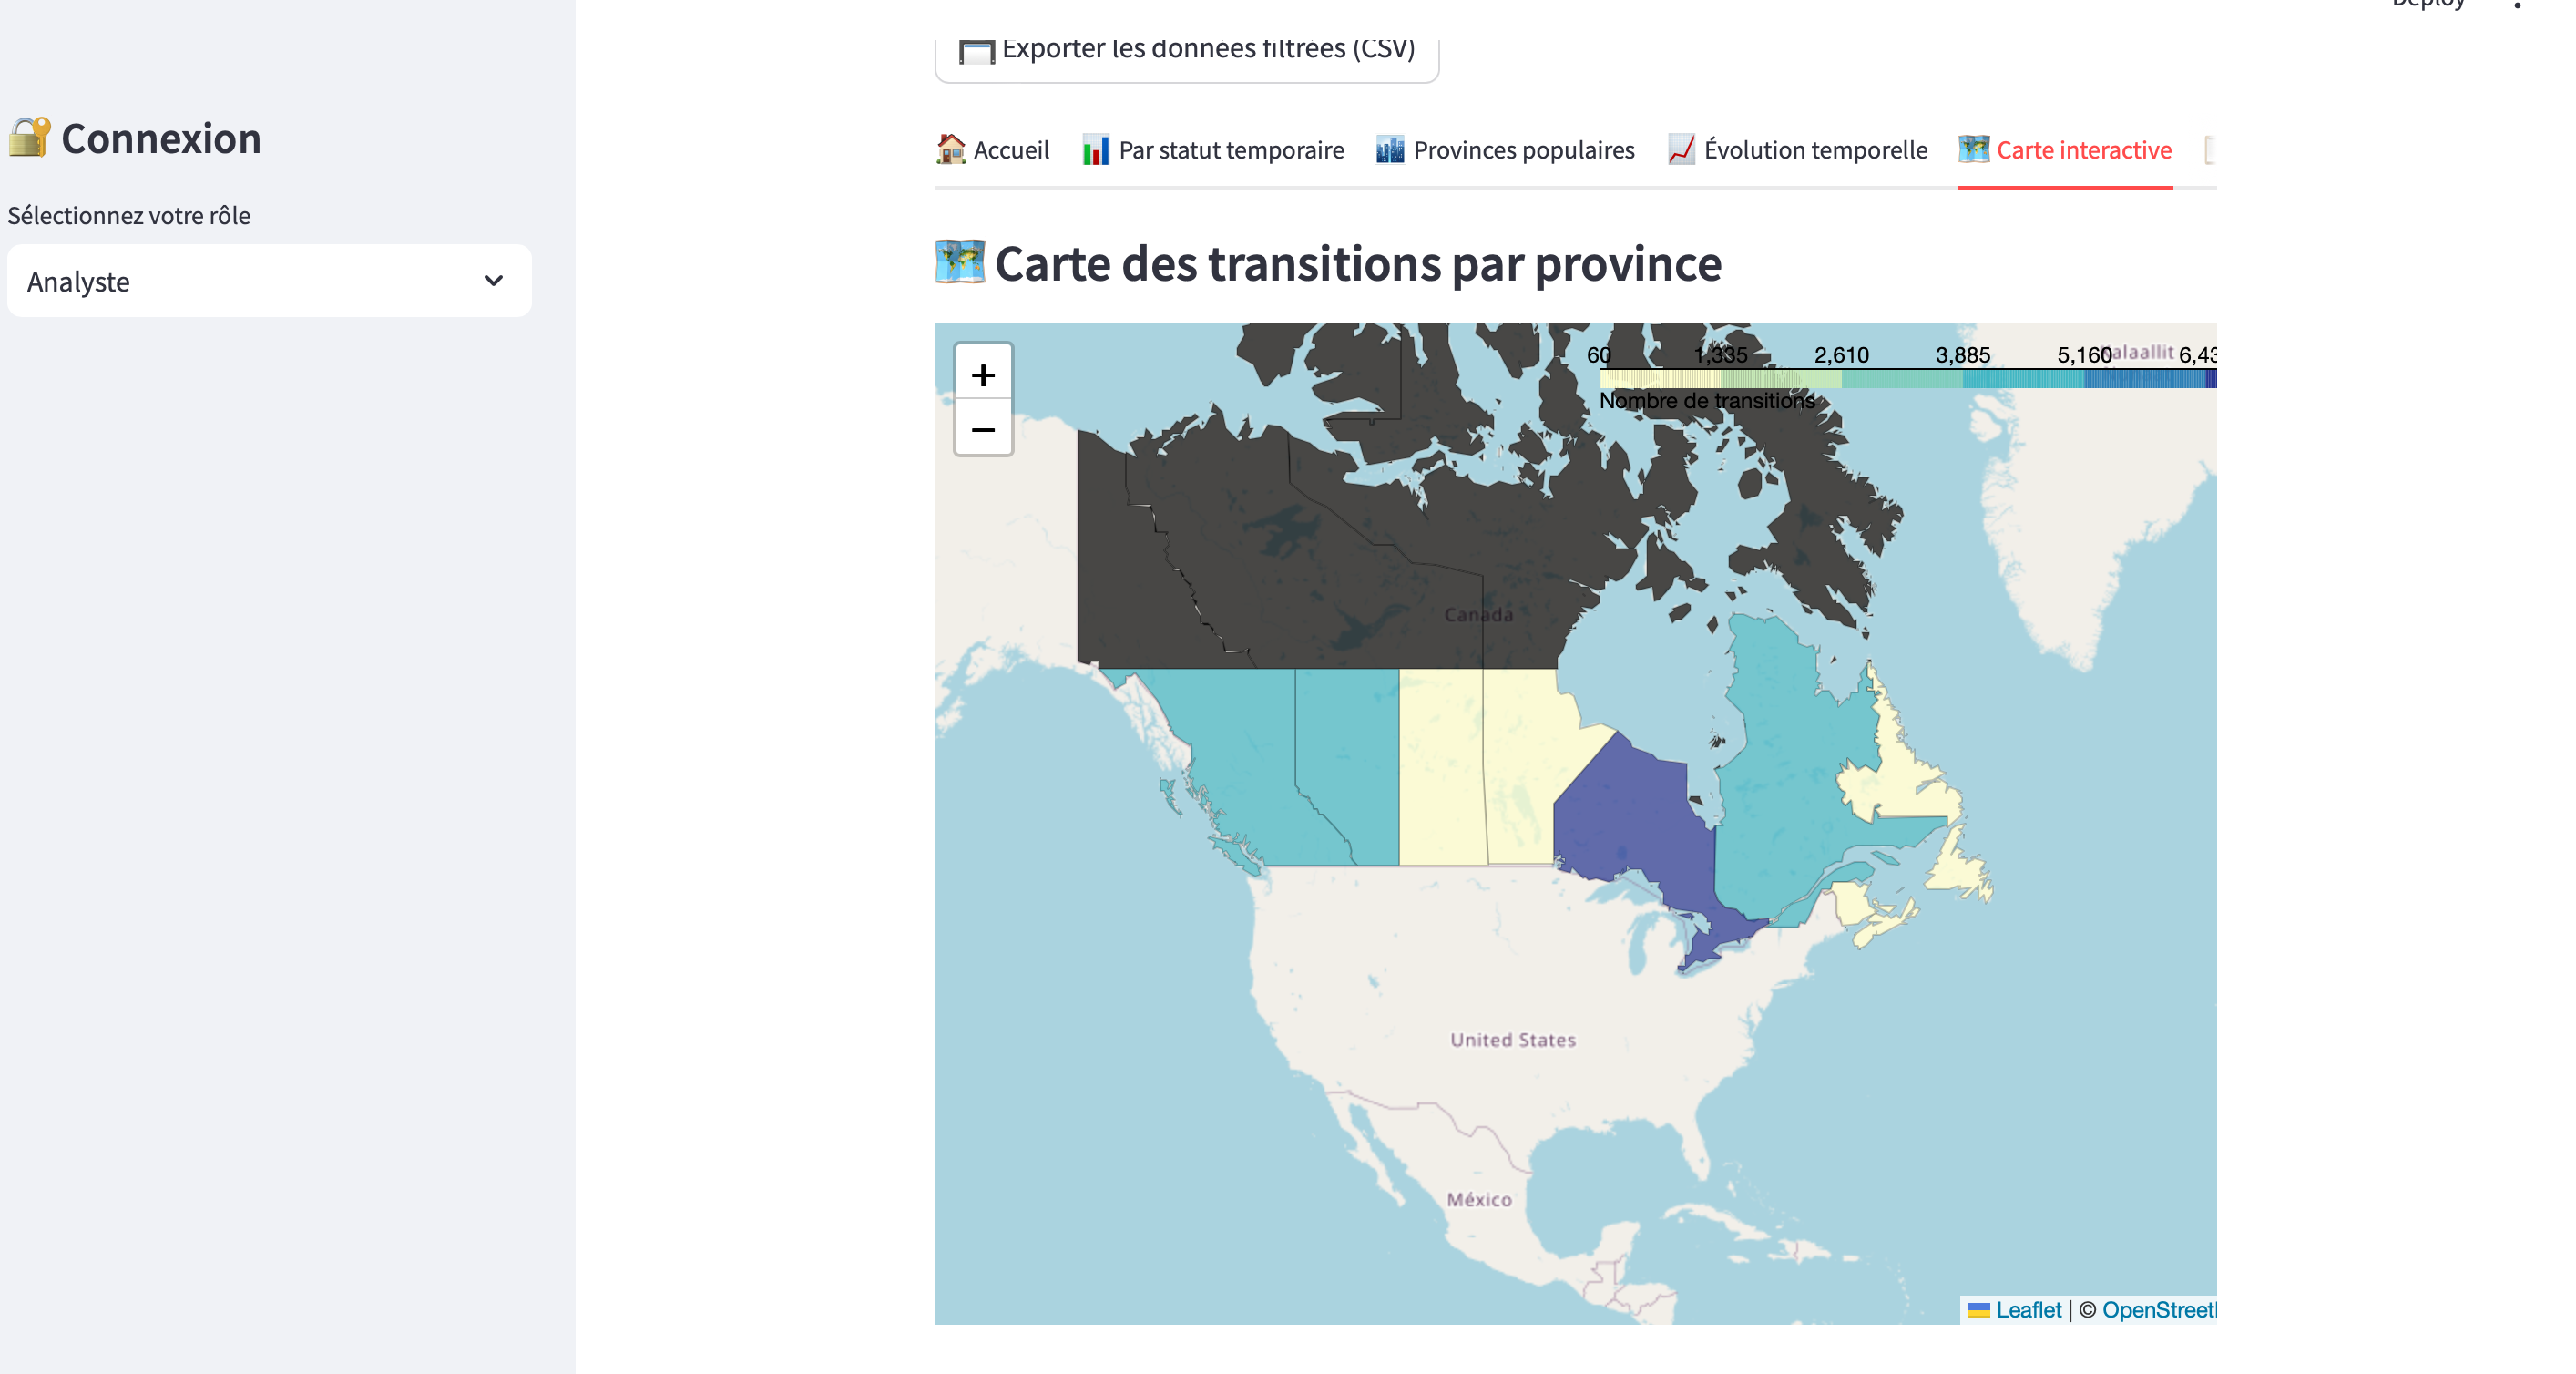 Deploy
Exporter les données filtrées (CSV)
Connexion
Sélectionnez votre rôle
Analyste
Accueil
Par statut temporaire
Provinces populaires
Évolution temporelle
Carte interactive
Carte des transitions par province
+
−
60 1,335 2,610 3,885 5,160 6,43
Nombre de transitions
Kalaallit
Canada
United States
México
Leaflet | © OpenStreet